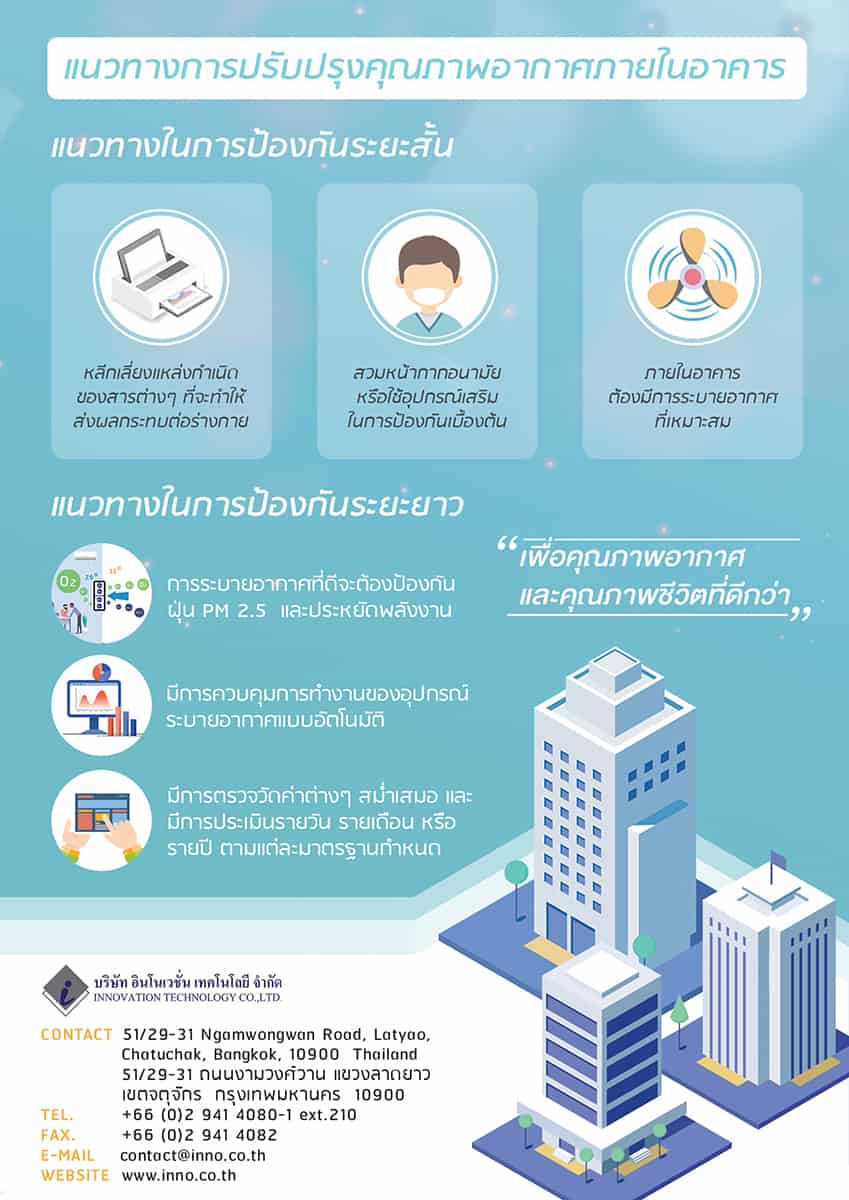 แนวทางการปรับปรุงคุณภาพอากาศภายในอาคาร
แนวทางในการป้องกันระยะสั้น
หลีกเลี่ยงแหล่งกำเนิด
ของสารต่างๆ ที่จะทำให้
ส่งผลกระทบต่อร่างกาย
สวมหน้ากากอนามัย
หรือใช้อุปกรณ์เสริม
ในการป้องกันเบื้องต้น
ภายในอาคาร
ต้องมีการระบายอากาศ
ที่เหมาะสม
แนวทางในการป้องกันระยะยาว
O2 26° 31°
การระบายอากาศที่ดีจะต้องป้องกัน
ฝุ่น PM 2.5 และประหยัดพลังงาน
มีการควบคุมการทำงานของอุปกรณ์
ระบายอากาศแบบอัตโนมัติ
มีการตรวจวัดค่าต่างๆ สม่ำเสมอ และ
มีการประเมินรายวัน รายเดือน หรือ
รายปี ตามแต่ละมาตรฐานกำหนด
“เพื่อคุณภาพอากาศ
และคุณภาพชีวิตที่ดีกว่า”
i
บริษัท อินโนเวชั่น เทคโนโลยี จำกัด
INNOVATION TECHNOLOGY CO.,LTD.
CONTACT 51/29-31 Ngamwongwan Road, Latyao,
Chatuchak, Bangkok, 10900 Thailand
51/29-31 ถนนงามวงศ์วาน แขวงลาดยาว
เขตจตุจักร กรุงเทพมหานคร 10900
TEL. +66 (0)2 941 4080-1 ext.210
FAX. +66 (0)2 941 4082
E-MAIL contact@inno.co.th
WEBSITE www.inno.co.th